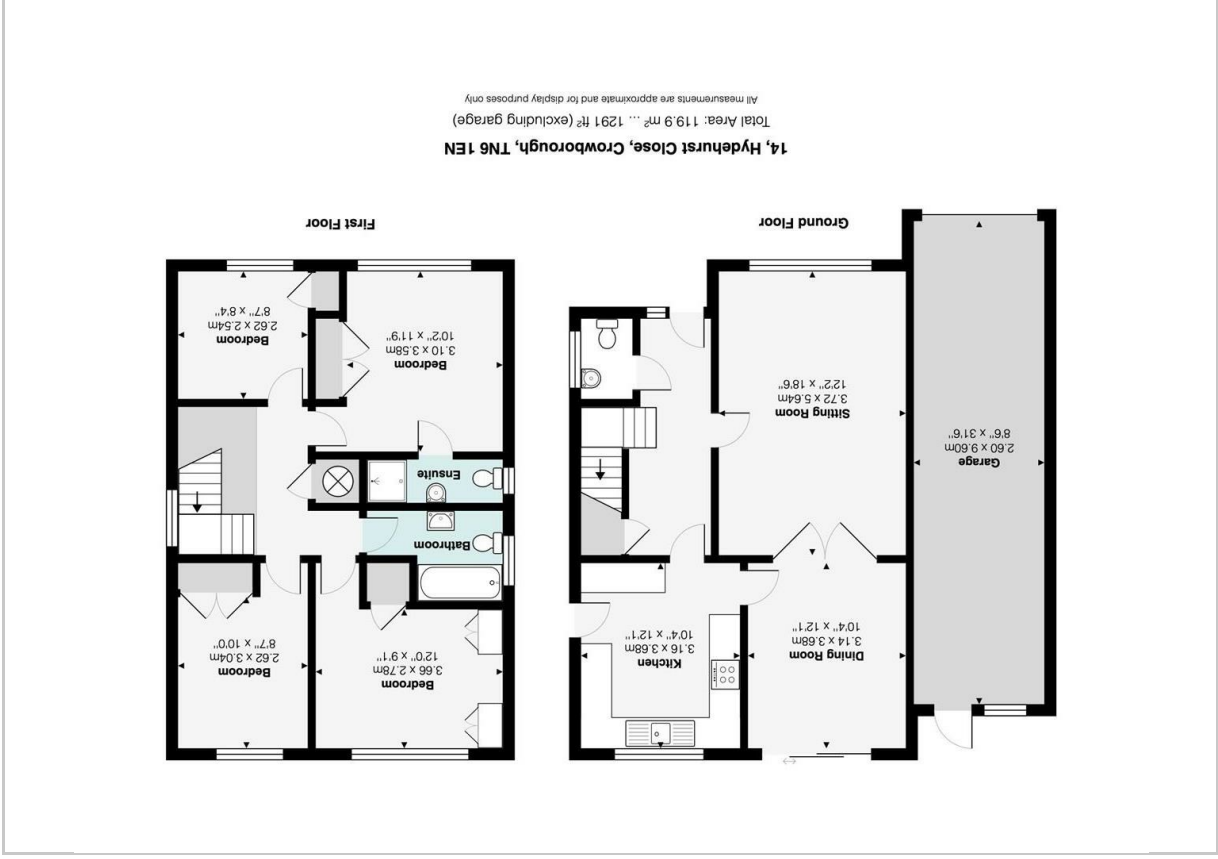 Dining Room
3.14 x 3.68m
10'4" x 12'1"
Kitchen
3.16 x 3.68m
10'4" x 12'1"
Bedroom
3.66 x 2.78m
12'0" x 9'1"
Bedroom
2.62 x 3.04m
8'7" x 10'0"
Bathroom
Ensuite
Garage
2.60 x 9.60m
8'6" x 31'6"
Sitting Room
3.72 x 5.64m
12'2" x 18'6"
Bedroom
3.10 x 3.58m
10'2" x 11'9"
Bedroom
2.62 x 2.54m
8'7" x 8'4"
Ground Floor
First Floor
14, Hydehurst Close, Crowborough, TN6 1EN
Total Area: 119.9 m² ... 1291 ft² (excluding garage)
All measurements are approximate and for display purposes only